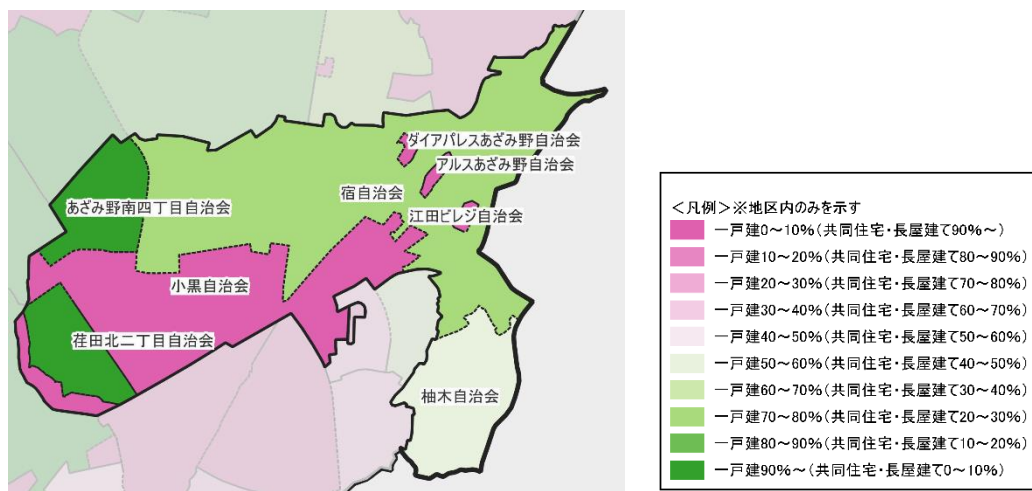 ダイアパレスあざみ野自治会
アルスあざみ野自治会
宿自治会
あざみ野南四丁目自治会
江田ビレジ自治会
小黒自治会
荏田北二丁目自治会
柚木自治会
<凡例>※地区内のみを示す
一戸建0～10%(共同住宅・長屋建て90%～)
一戸建10～20%(共同住宅・長屋建て80～90%)
一戸建20～30%(共同住宅・長屋建て70～80%)
一戸建30～40%(共同住宅・長屋建て60～70%)
一戸建40～50%(共同住宅・長屋建て50～60%)
一戸建50～60%(共同住宅・長屋建て40～50%)
一戸建60～70%(共同住宅・長屋建て30～40%)
一戸建70～80%(共同住宅・長屋建て20～30%)
一戸建80～90%(共同住宅・長屋建て10～20%)
一戸建90%～(共同住宅・長屋建て0～10%)